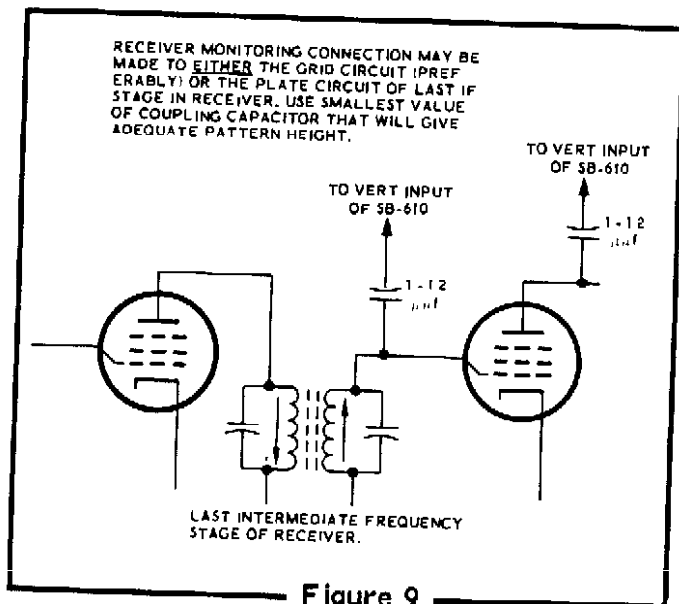 RECEIVER MONITORING CONNECTION MAY BE
MADE TO EITHER THE GRID CIRCUIT (PREF
ERABLY) OR THE PLATE CIRCUIT OF LAST IF
STAGE IN RECEIVER. USE SMALLEST VALUE
OF COUPLING CAPACITOR THAT WILL GIVE
ADEQUATE PATTERN HEIGHT.
TO VERT INPUT
OF SB-610
1-12
µµf
TO VERT INPUT
OF SB-610
1-12
µµf
LAST INTERMEDIATE FREQUENCY
STAGE OF RECEIVER.
Figure 9